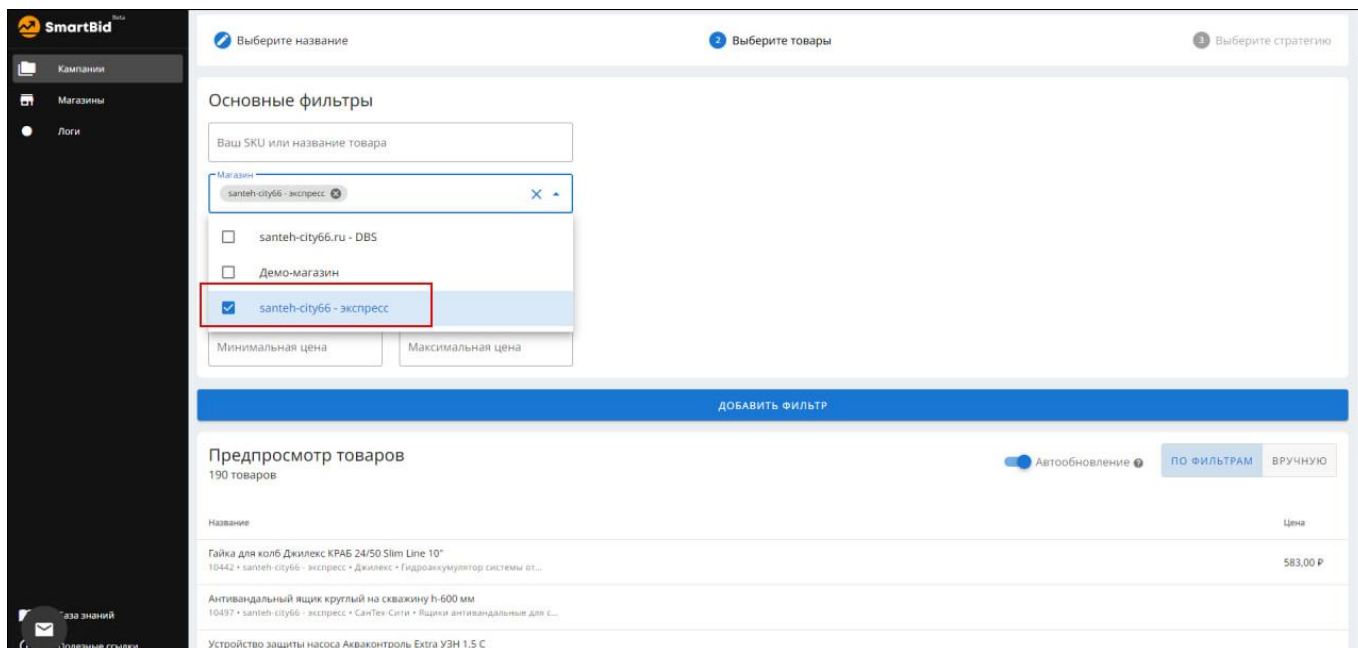 SmartBid Beta
Кампании
Магазины
Логи
аза знаний
Полезные ссылки
Выберите название
2 Выберите товары
3 Выберите стратегию
Основные фильтры
Ваш SKU или название товара
Магазин
santeh-city66 - экспресс
santeh-city66.ru - DBS
Демо-магазин
santeh-city66 - экспресс
Минимальная цена Максимальная цена
ДОБАВИТЬ ФИЛЬТР
Предпросмотр товаров
190 товаров
Автообновление ПО ФИЛЬТРАМ ВРУЧНУЮ
Название Цена
Гайка для колб Джилекс КРАБ 24/50 Slim Line 10"
10442 • santeh-city66 - экспресс • Джилекс • Гидроаккумулятор системы от...
583,00 ₽
Антивандальный ящик круглый на скважину h-600 мм
10497 • santeh-city66 - экспресс • СанТек-Сити • Ящики антивандальные для с...
Устройство защиты насоса Акваконтроль Extra УЗН 1.5 С